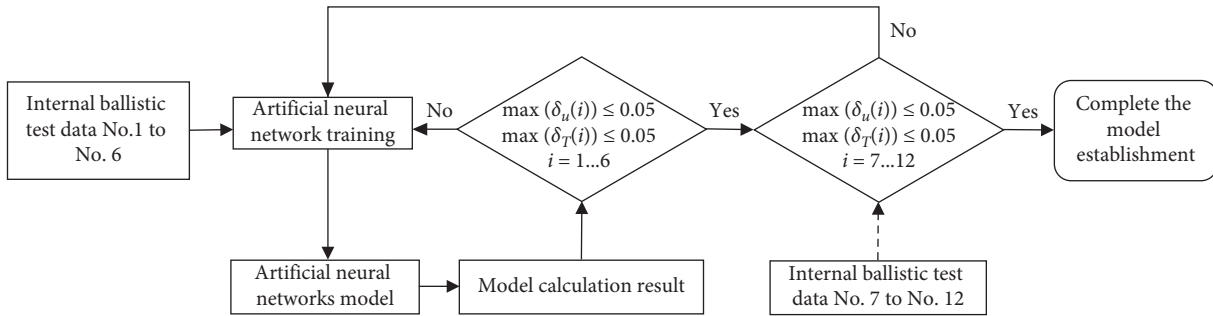 No
Internal ballistic
test data No.1 to
No. 6
Artificial neural
network training
No
max (δu(i)) ≤ 0.05
max (δT(i)) ≤ 0.05
i = 1...6
Yes
max (δu(i)) ≤ 0.05
max (δT(i)) ≤ 0.05
i = 7...12
Yes
Complete the
model
establishment
Artificial neural
networks model
Model calculation result
Internal ballistic test
data No. 7 to No. 12